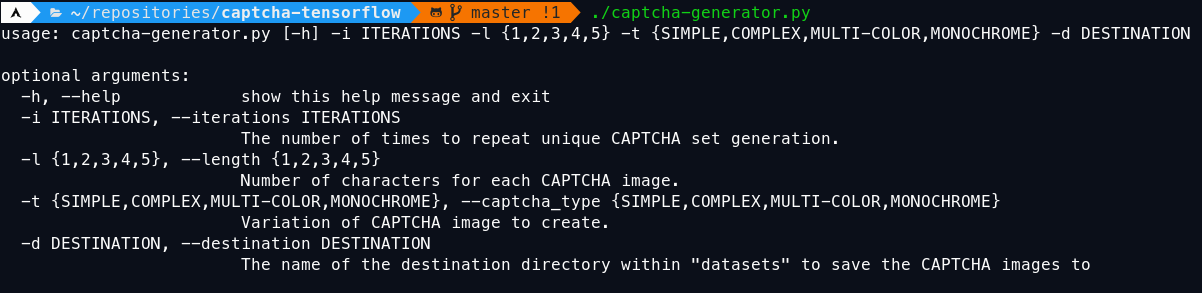 ~/repositories/captcha-tensorflow master !1 ./captcha-generator.py
usage: captcha-generator.py [-h] -i ITERATIONS -l {1,2,3,4,5} -t {SIMPLE,COMPLEX,MULTI-COLOR,MONOCHROME} -d DESTINATION
optional arguments:
-h, --help show this help message and exit
-i ITERATIONS, --iterations ITERATIONS
The number of times to repeat unique CAPTCHA set generation.
-l {1,2,3,4,5}, --length {1,2,3,4,5}
Number of characters for each CAPTCHA image.
-t {SIMPLE,COMPLEX,MULTI-COLOR,MONOCHROME}, --captcha_type {SIMPLE,COMPLEX,MULTI-COLOR,MONOCHROME}
Variation of CAPTCHA image to create.
-d DESTINATION, --destination DESTINATION
The name of the destination directory within "datasets" to save the CAPTCHA images to